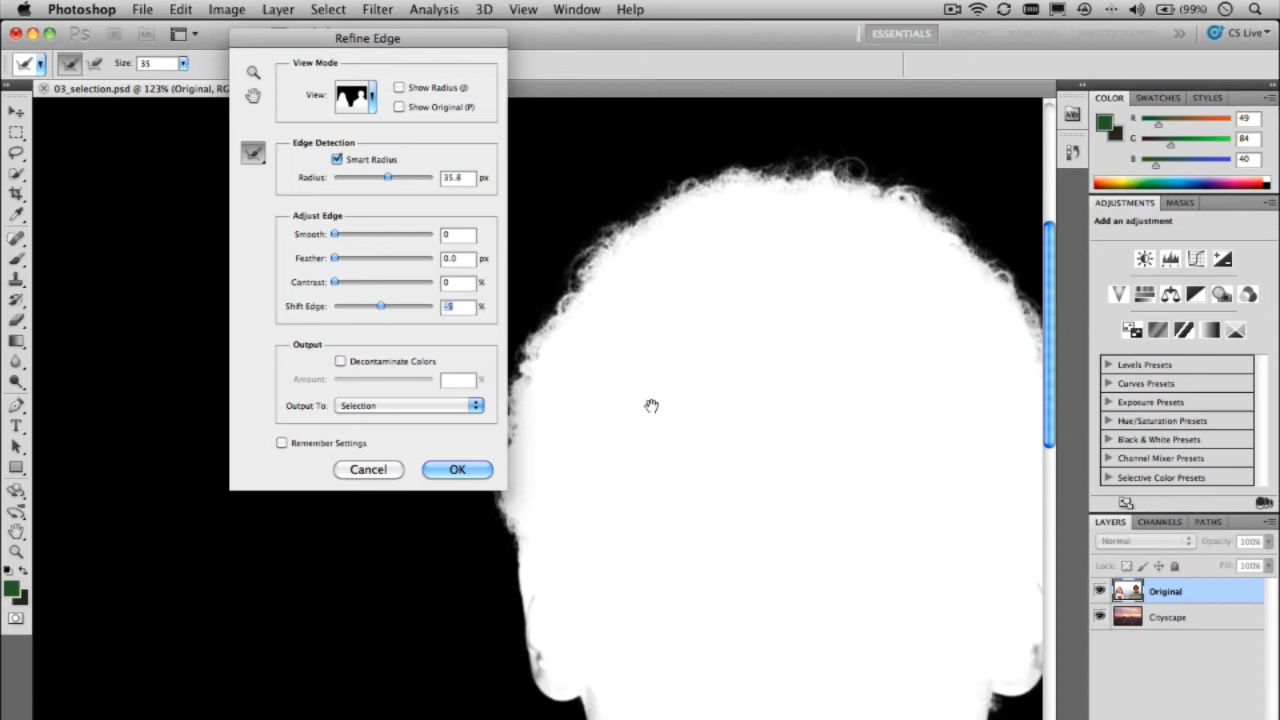 Photoshop File Edit Image Layer Select Filter Analysis 3D View Window Help (99%)
Ps Br Mb ESSENTIALS CS Live
Size: 35
Refine Edge
03_selection.psd @ 123% (Original, RG
View Mode
View:
Show Radius (J)
Show Original (P)
Edge Detection
Smart Radius
Radius: 35.8 px
Adjust Edge
Smooth: 0
Feather: 0.0 px
Contrast: 0 %
Shift Edge: -5 %
Output
Decontaminate Colors
Amount: %
Output To: Selection
Remember Settings
Cancel OK
Mb
COLOR SWATCHES STYLES
R 49
G 84
B 40
ADJUSTMENTS MASKS
Add an adjustment
Levels Presets
Curves Presets
Exposure Presets
Hue/Saturation Presets
Black & White Presets
Channel Mixer Presets
Selective Color Presets
LAYERS CHANNELS PATHS
Normal Opacity: 100%
Lock: Fill: 100%
Original
Cityscape